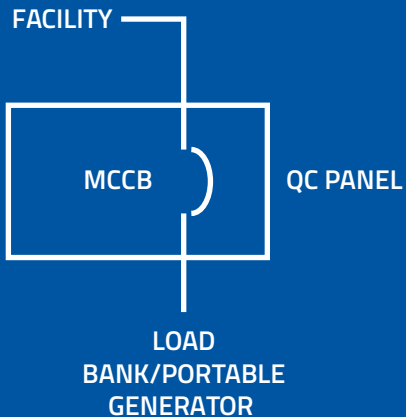 FACILITY
MCCB
QC PANEL
LOAD
BANK/PORTABLE
GENERATOR